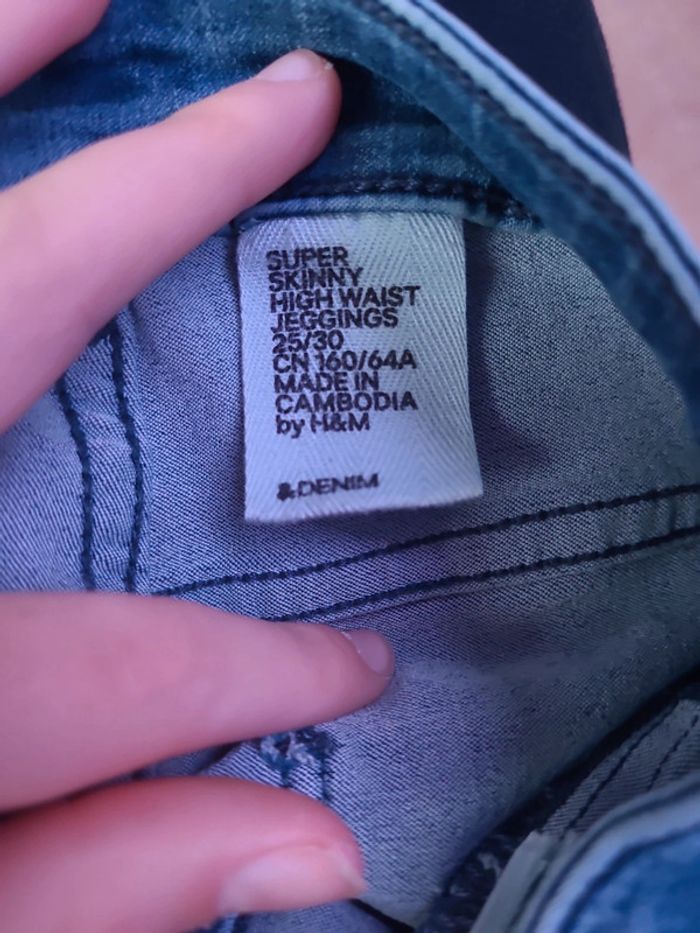 SUPER
SKINNY
HIGH WAIST
JEGGINGS
25/30
CN 160/64A
MADE IN
CAMBODIA
by H&M
&DENIM